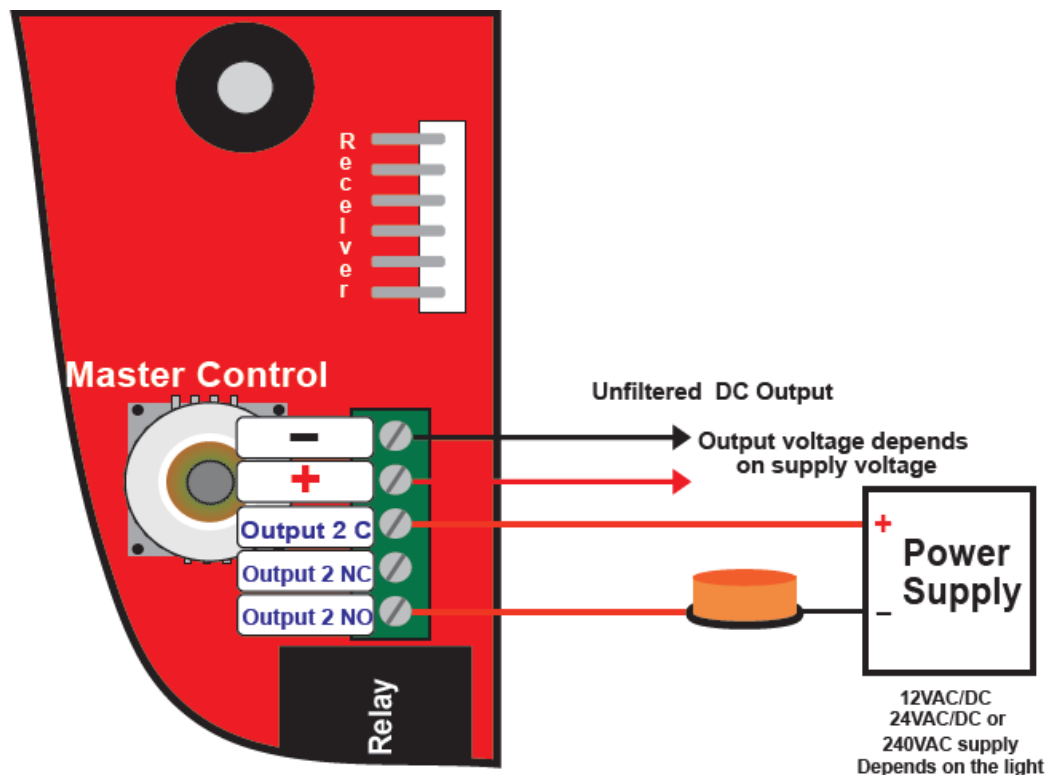 Receiver
Master Control
−
+
Output 2 C
Output 2 NC
Output 2 NO
Relay
Unfiltered DC Output
Output voltage depends
on supply voltage
+
Power
Supply
−
12VAC/DC
24VAC/DC or
240VAC supply
Depends on the light